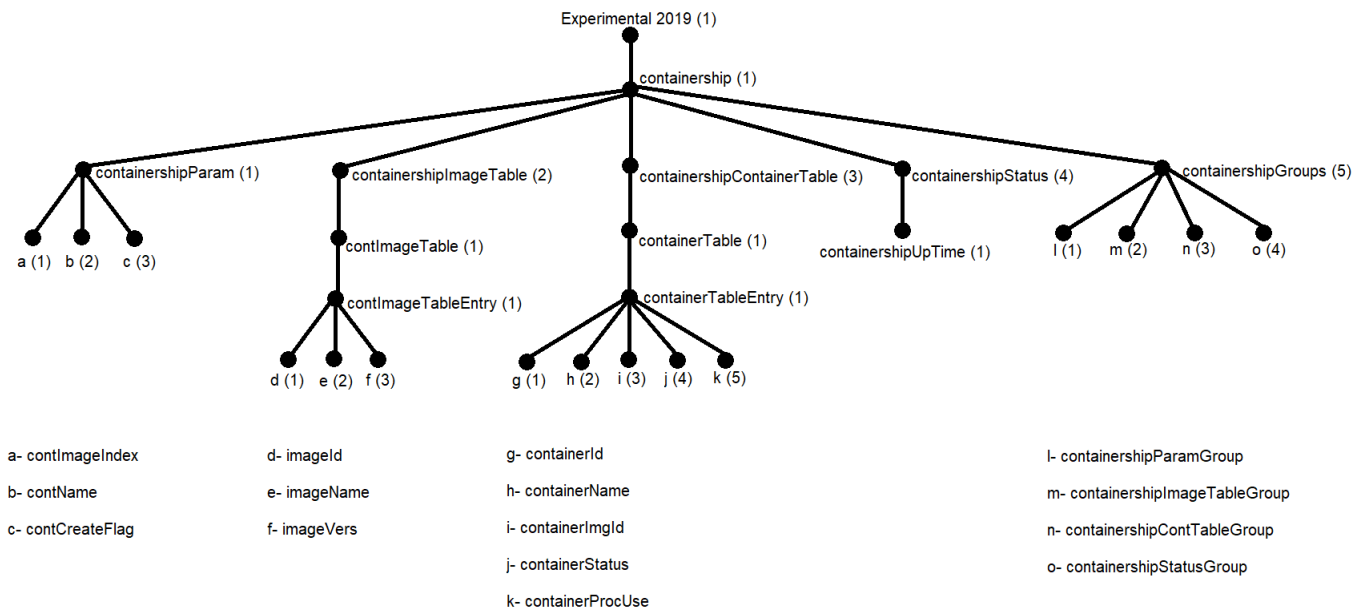 Experimental 2019 (1)
containership (1)
containershipParam (1)
containershipImageTable (2)
containershipContainerTable (3)
containershipStatus (4)
containershipGroups (5)
a (1)
b (2)
c (3)
contImageTable (1)
containerTable (1)
containershipUpTime (1)
l (1)
m (2)
n (3)
o (4)
contImageTableEntry (1)
containerTableEntry (1)
d (1)
e (2)
f (3)
g (1)
h (2)
i (3)
j (4)
k (5)
a- contImageIndex
b- contName
c- contCreateFlag
d- imageId
e- imageName
f- imageVers
g- containerId
h- containerName
i- containerImgId
j- containerStatus
k- containerProcUse
l- containershipParamGroup
m- containershipImageTableGroup
n- containershipContTableGroup
o- containershipStatusGroup